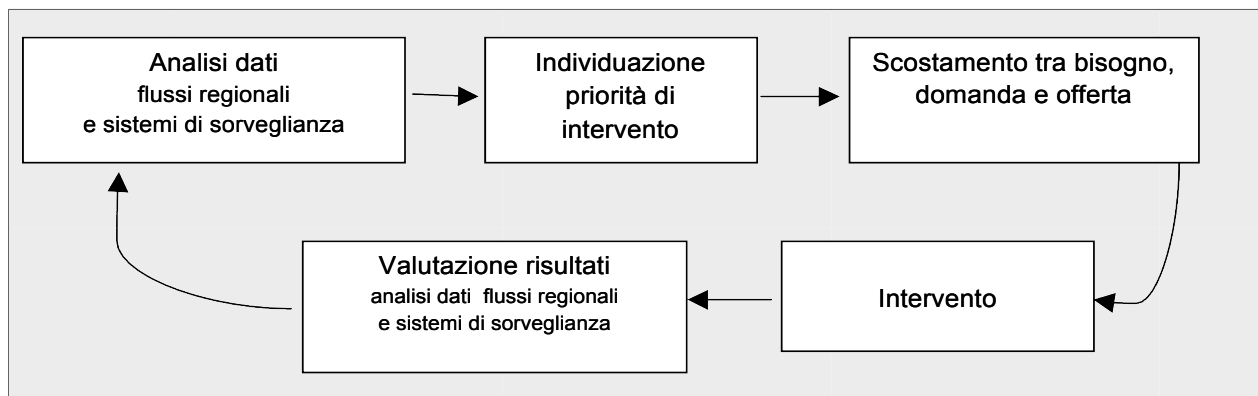 Analisi dati
flussi regionali
e sistemi di sorveglianza
Individuazione
priorità di
intervento
Scostamento tra bisogno,
domanda e offerta
Intervento
Valutazione risultati
analisi dati flussi regionali
e sistemi di sorveglianza